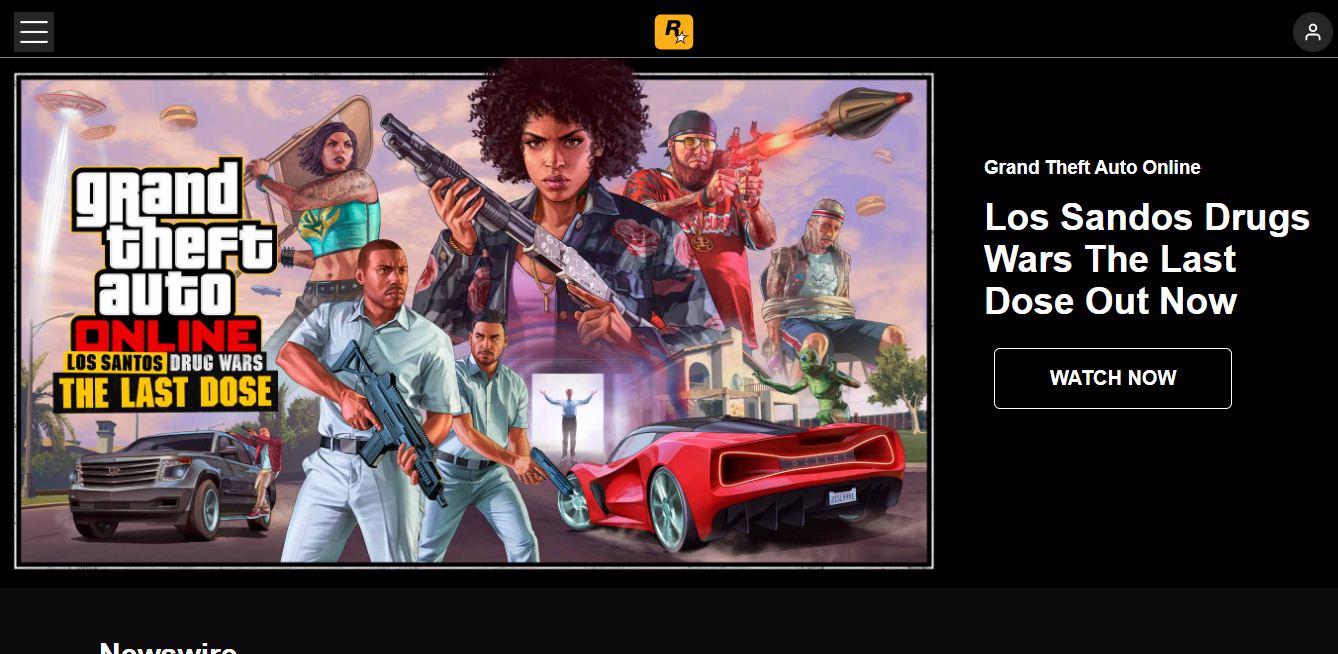 R
grand
theft
auto
ONLINE
LOS SANTOS DRUG WARS
THE LAST DOSE
OCELOT
Grand Theft Auto Online
Los Sandos Drugs
Wars The Last
Dose Out Now
WATCH NOW
Newswire